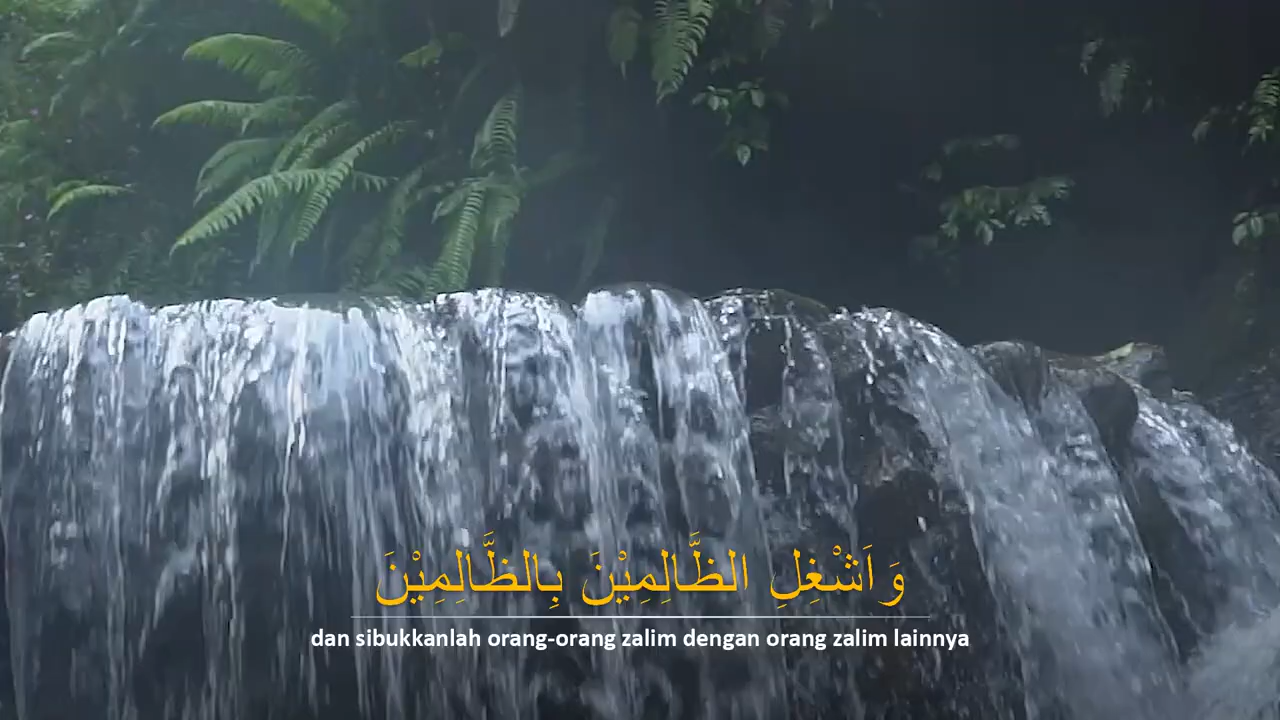 وَ اَشْغِلِ الظَّالِمِيْنَ بِالظَّالِمِيْنَ
dan sibukkanlah orang-orang zalim dengan orang zalim lainnya